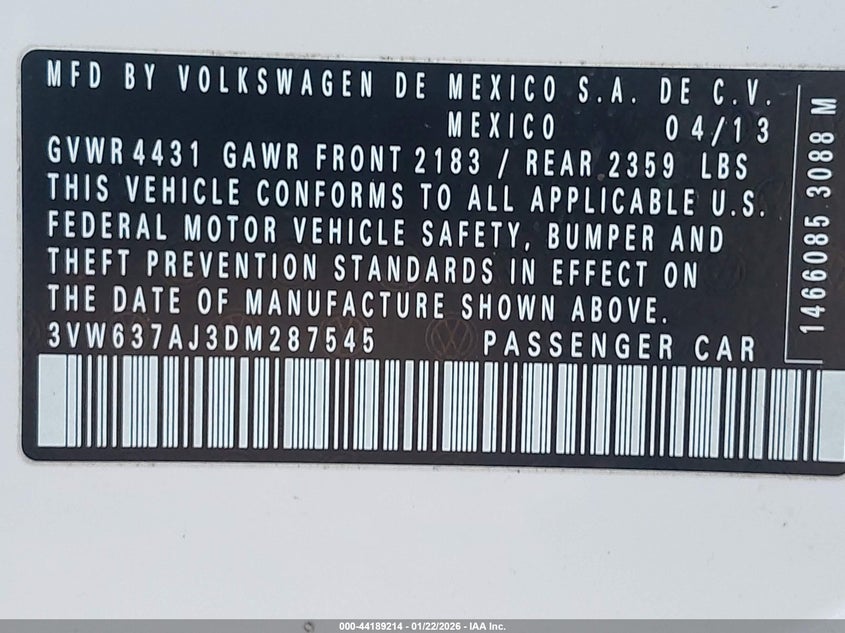 MFD BY VOLKSWAGEN DE MEXICO S.A. DE C.V.
MEXICO 04/13
GVWR 4431 GAWR FRONT 2183 / REAR 2359 LBS
THIS VEHICLE CONFORMS TO ALL APPLICABLE U.S.
FEDERAL MOTOR VEHICLE SAFETY, BUMPER AND
THEFT PREVENTION STANDARDS IN EFFECT ON
THE DATE OF MANUFACTURE SHOWN ABOVE.
3VW637AJ3DM287545 PASSENGER CAR
1466085 3088 M
000-44189214 - 01/22/2026 - IAA Inc.